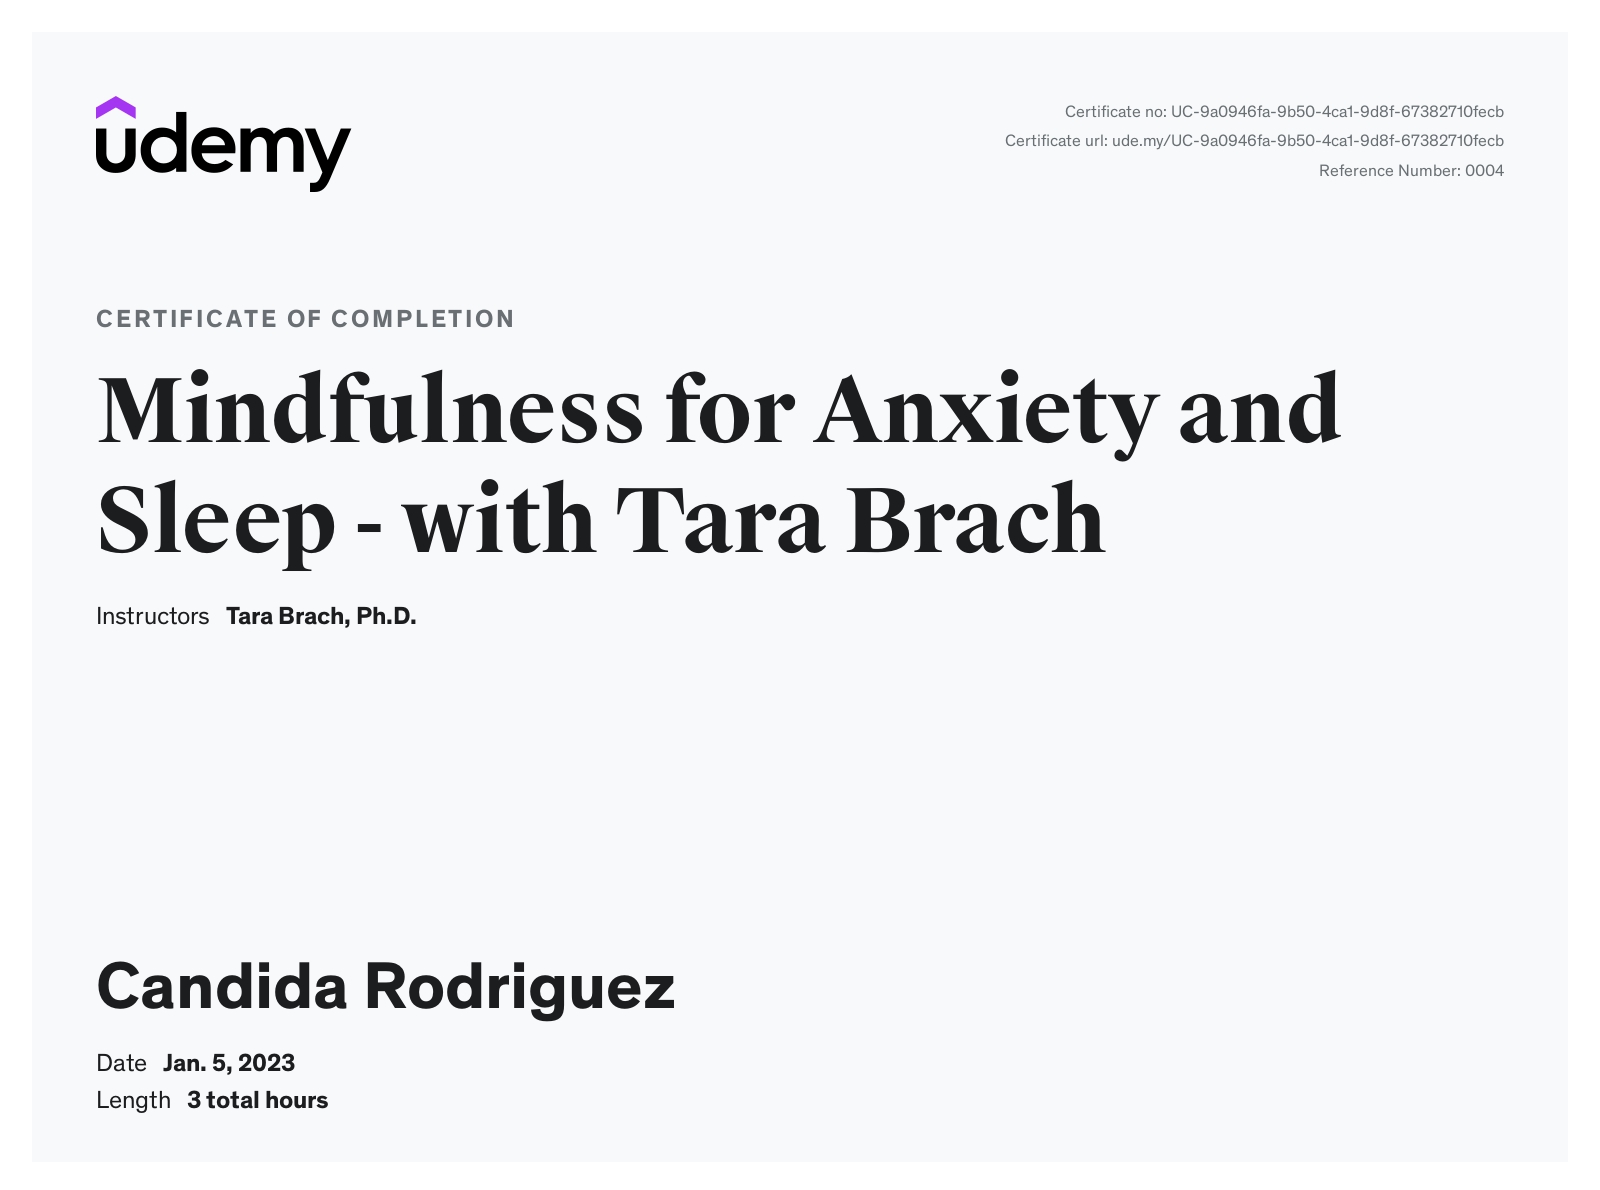 udemy
Certificate no: UC-9a0946fa-9b50-4ca1-9d8f-67382710fecb
Certificate url: ude.my/UC-9a0946fa-9b50-4ca1-9d8f-67382710fecb
Reference Number: 0004
CERTIFICATE OF COMPLETION
Mindfulness for Anxiety and
Sleep - with Tara Brach
Instructors Tara Brach, Ph.D.
Candida Rodriguez
Date Jan. 5, 2023
Length 3 total hours